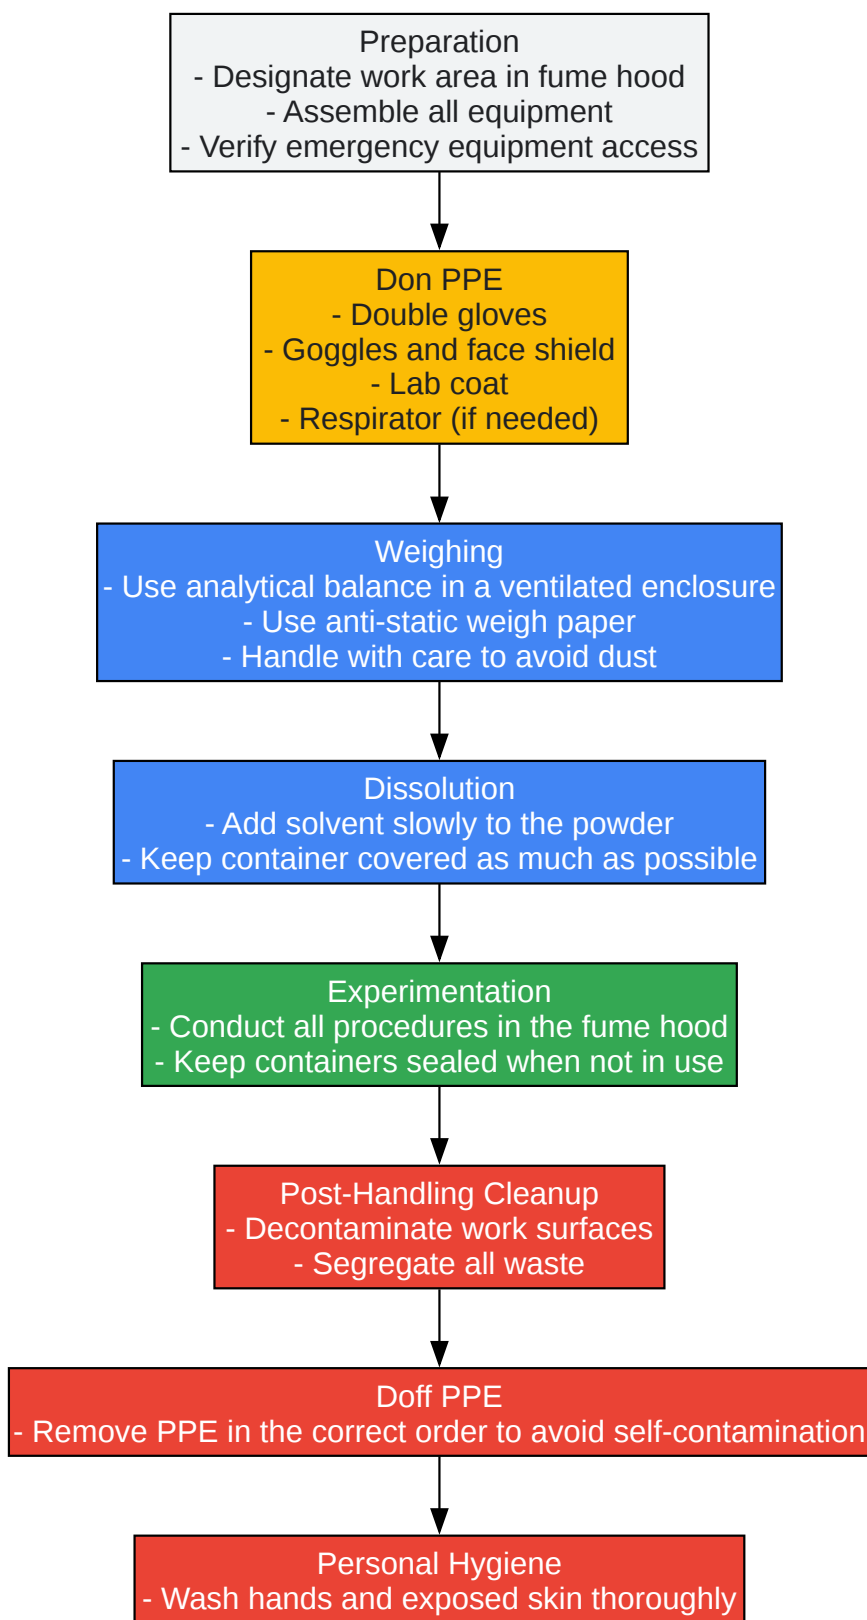 Preparation
- Designate work area in fume hood
- Assemble all equipment
- Verify emergency equipment access
Don PPE
- Double gloves
- Goggles and face shield
- Lab coat
- Respirator (if needed)
Weighing
- Use analytical balance in a ventilated enclosure
- Use anti-static weigh paper
- Handle with care to avoid dust
Dissolution
- Add solvent slowly to the powder
- Keep container covered as much as possible
Experimentation
- Conduct all procedures in the fume hood
- Keep containers sealed when not in use
Post-Handling Cleanup
- Decontaminate work surfaces
- Segregate all waste
Doff PPE
- Remove PPE in the correct order to avoid self-contamination
Personal Hygiene
- Wash hands and exposed skin thoroughly